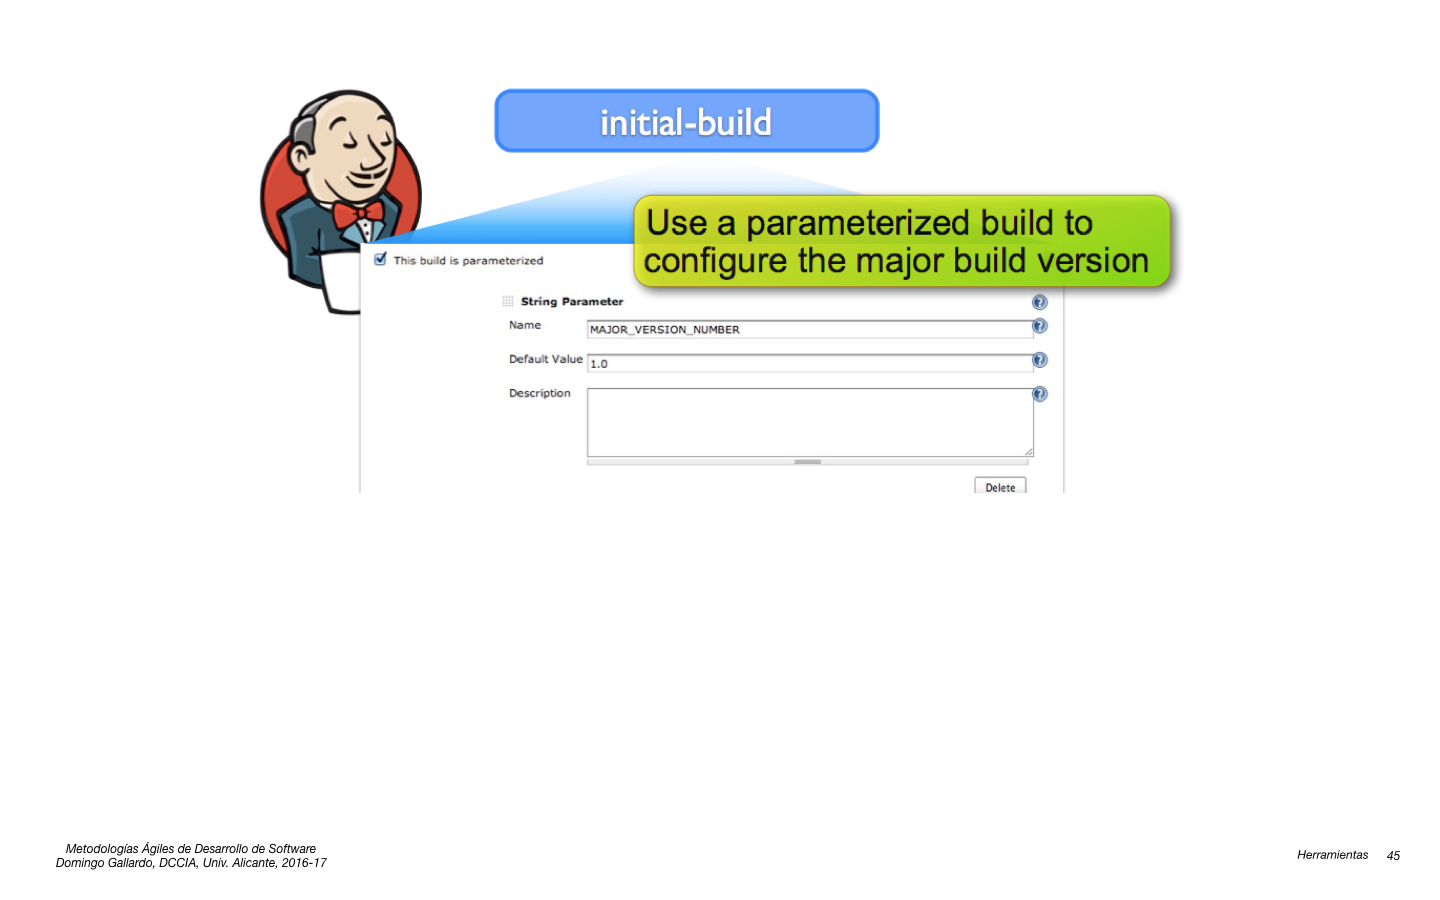 initial-build
Use a parameterized build to
configure the major build version
This build is parameterized
String Parameter
Name
MAJOR_VERSION_NUMBER
Default Value
1.0
Description
Delete
Metodologías Ágiles de Desarrollo de Software
Domingo Gallardo, DCCIA, Univ. Alicante, 2016-17
Herramientas 45